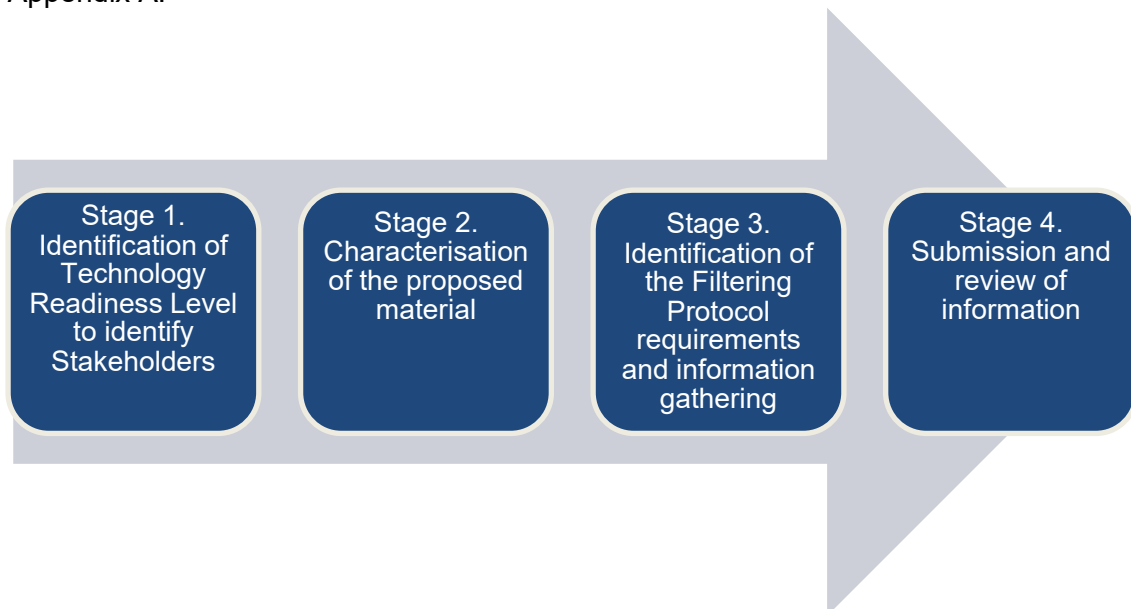 Appendix A.
Stage 1.
Identification of
Technology
Readiness Level
to identify
Stakeholders
Stage 2.
Characterisation
of the proposed
material
Stage 3.
Identification of
the Filtering
Protocol
requirements
and information
gathering
Stage 4.
Submission and
review of
information